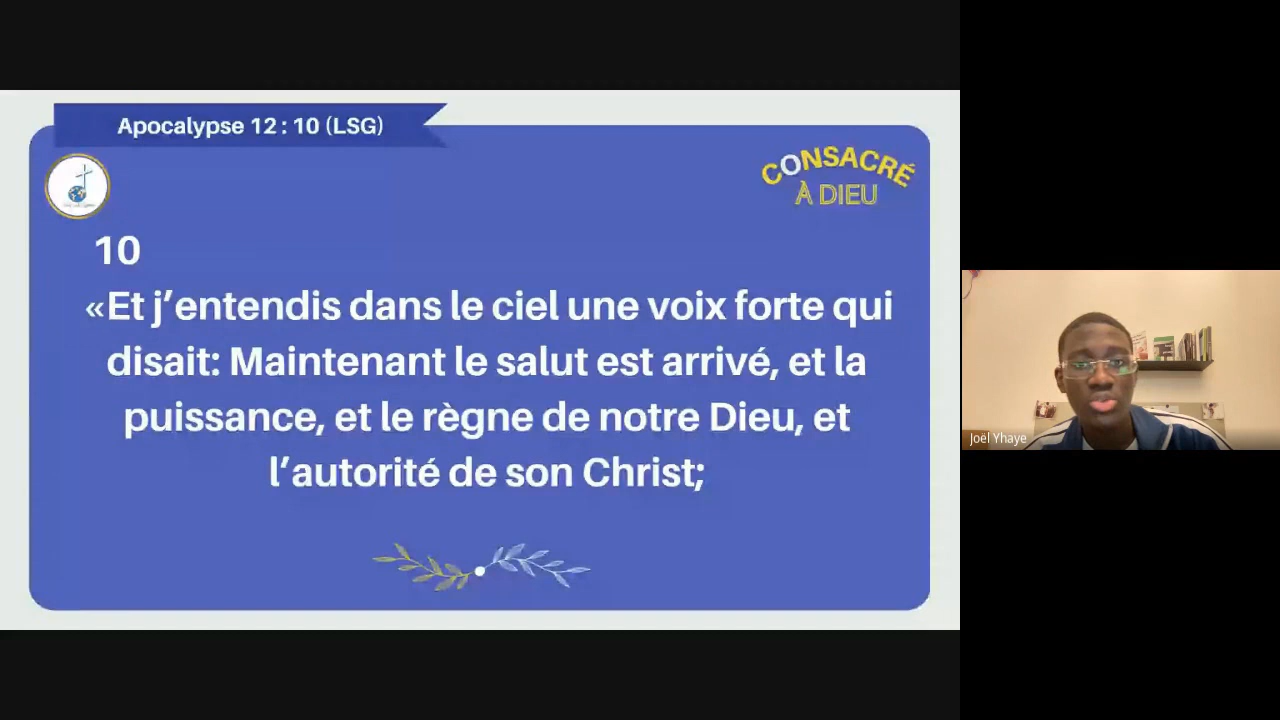 Apocalypse 12 : 10 (LSG)
CONSACRÉ
À DIEU
10
«Et j’entendis dans le ciel une voix forte qui
disait: Maintenant le salut est arrivé, et la
puissance, et le règne de notre Dieu, et
l’autorité de son Christ;
Joël Yhaye